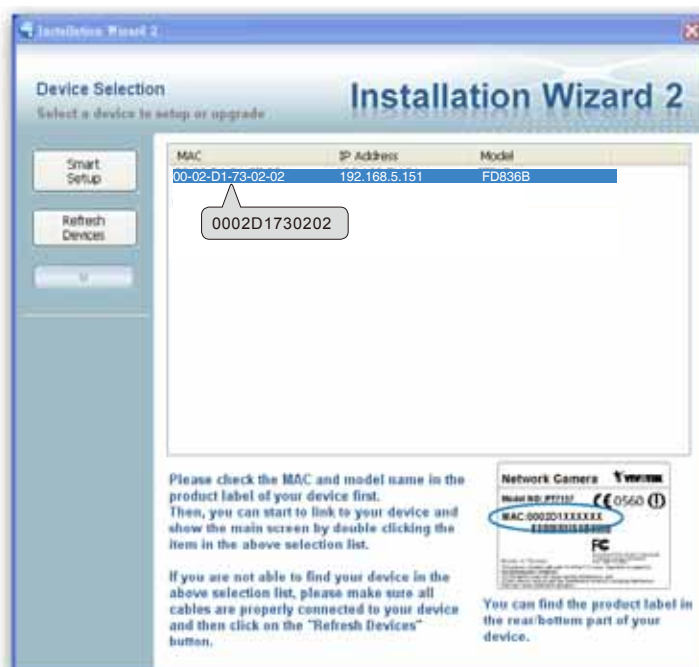 Installation Wizard 2
Device Selection
Select a device to setup or upgrade
Installation Wizard 2
Smart
Setup
Refresh
Devices
MAC IP Address Model
00-02-D1-73-02-02 192.168.5.151 FD836B
0002D1730202
Please check the MAC and model name in the
product label of your device first.
Then, you can start to link to your device and
show the main screen by double clicking the
item in the above selection list.
If you are not able to find your device in the
above selection list, please make sure all
cables are properly connected to your device
and then click on the "Refresh Devices"
button.
Network Camera VIVOTEK
Model NO: PT7137 CE0560
MAC:0002D1XXXXXX
FC
You can find the product label in
the rear/bottom part of your
device.